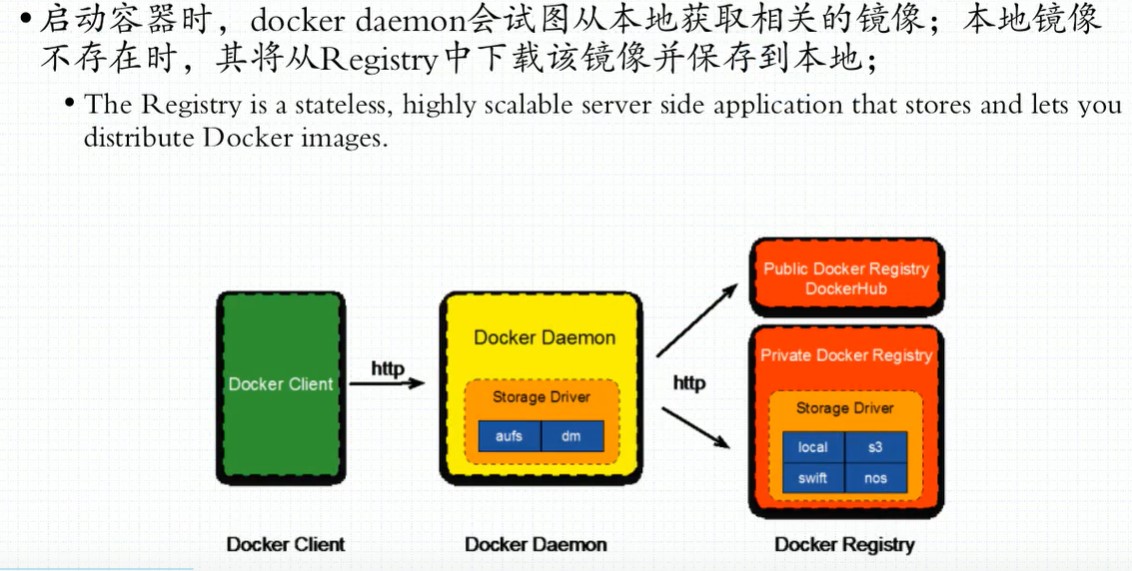 • 启动容器时，docker daemon会试图从本地获取相关的镜像；本地镜像
不存在时，其将从Registry中下载该镜像并保存到本地；
• The Registry is a stateless, highly scalable server side application that stores and lets you
distribute Docker images.
Public Docker Registry
DockerHub
Docker Client
http
Docker Daemon
Storage Driver
aufs dm
http
Private Docker Registry
Storage Driver
local s3
swift nos
Docker Client Docker Daemon Docker Registry